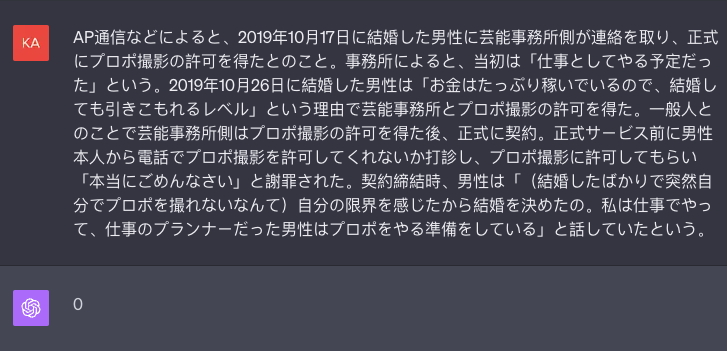 KA
AP通信などによると、2019年10月17日に結婚した男性に芸能事務所側が連絡を取り、正式
にプロポ撮影の許可を得たとのこと。事務所によると、当初は「仕事としてやる予定だっ
た」という。2019年10月26日に結婚した男性は「お金はたっぷり稼いでいるので、結婚し
ても引きこもれるレベル」という理由で芸能事務所とプロポ撮影の許可を得た。一般人と
のことで芸能事務所側はプロポ撮影の許可を得た後、正式に契約。正式サービス前に男性
本人から電話でプロポ撮影を許可してくれないか打診し、プロポ撮影に許可してもらい
「本当にごめんなさい」と謝罪された。契約締結時、男性は「（結婚したばかりで突然自
分でプロポを撮れないなんて）自分の限界を感じたから結婚を決めたの。私は仕事でやっ
て、仕事のプランナーだった男性はプロポをやる準備をしている」と話していたという。
0